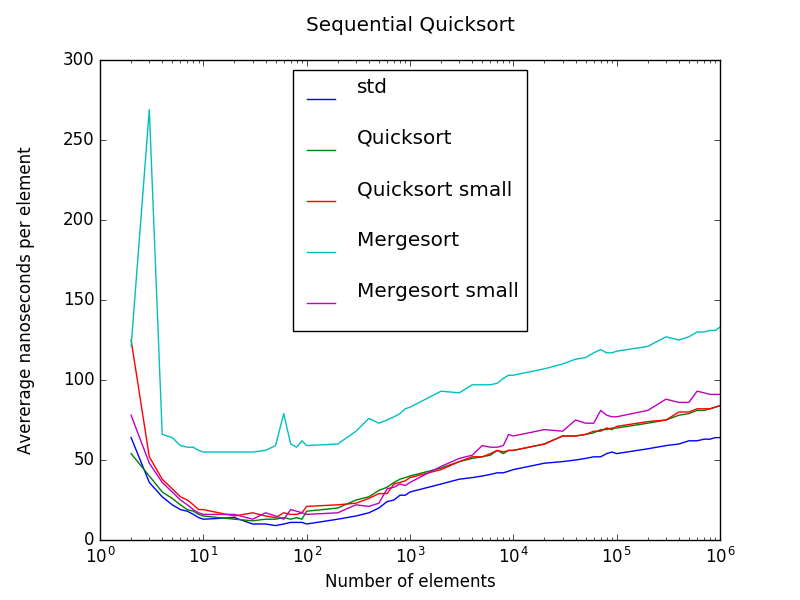 Sequential Quicksort
300
250
200
150
100
50
0
Avererage nanoseconds per element
std
Quicksort
Quicksort small
Mergesort
Mergesort small
10^0 10^1 10^2 10^3 10^4 10^5 10^6
Number of elements